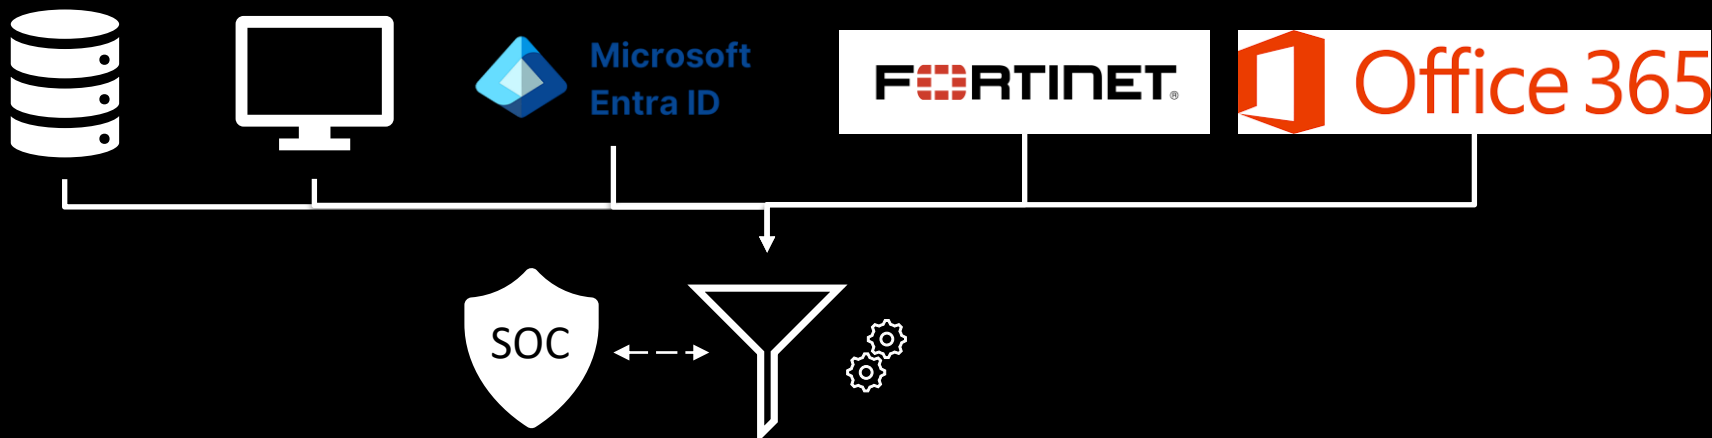 Microsoft
Entra ID
FORTINET®
Office 365
SOC